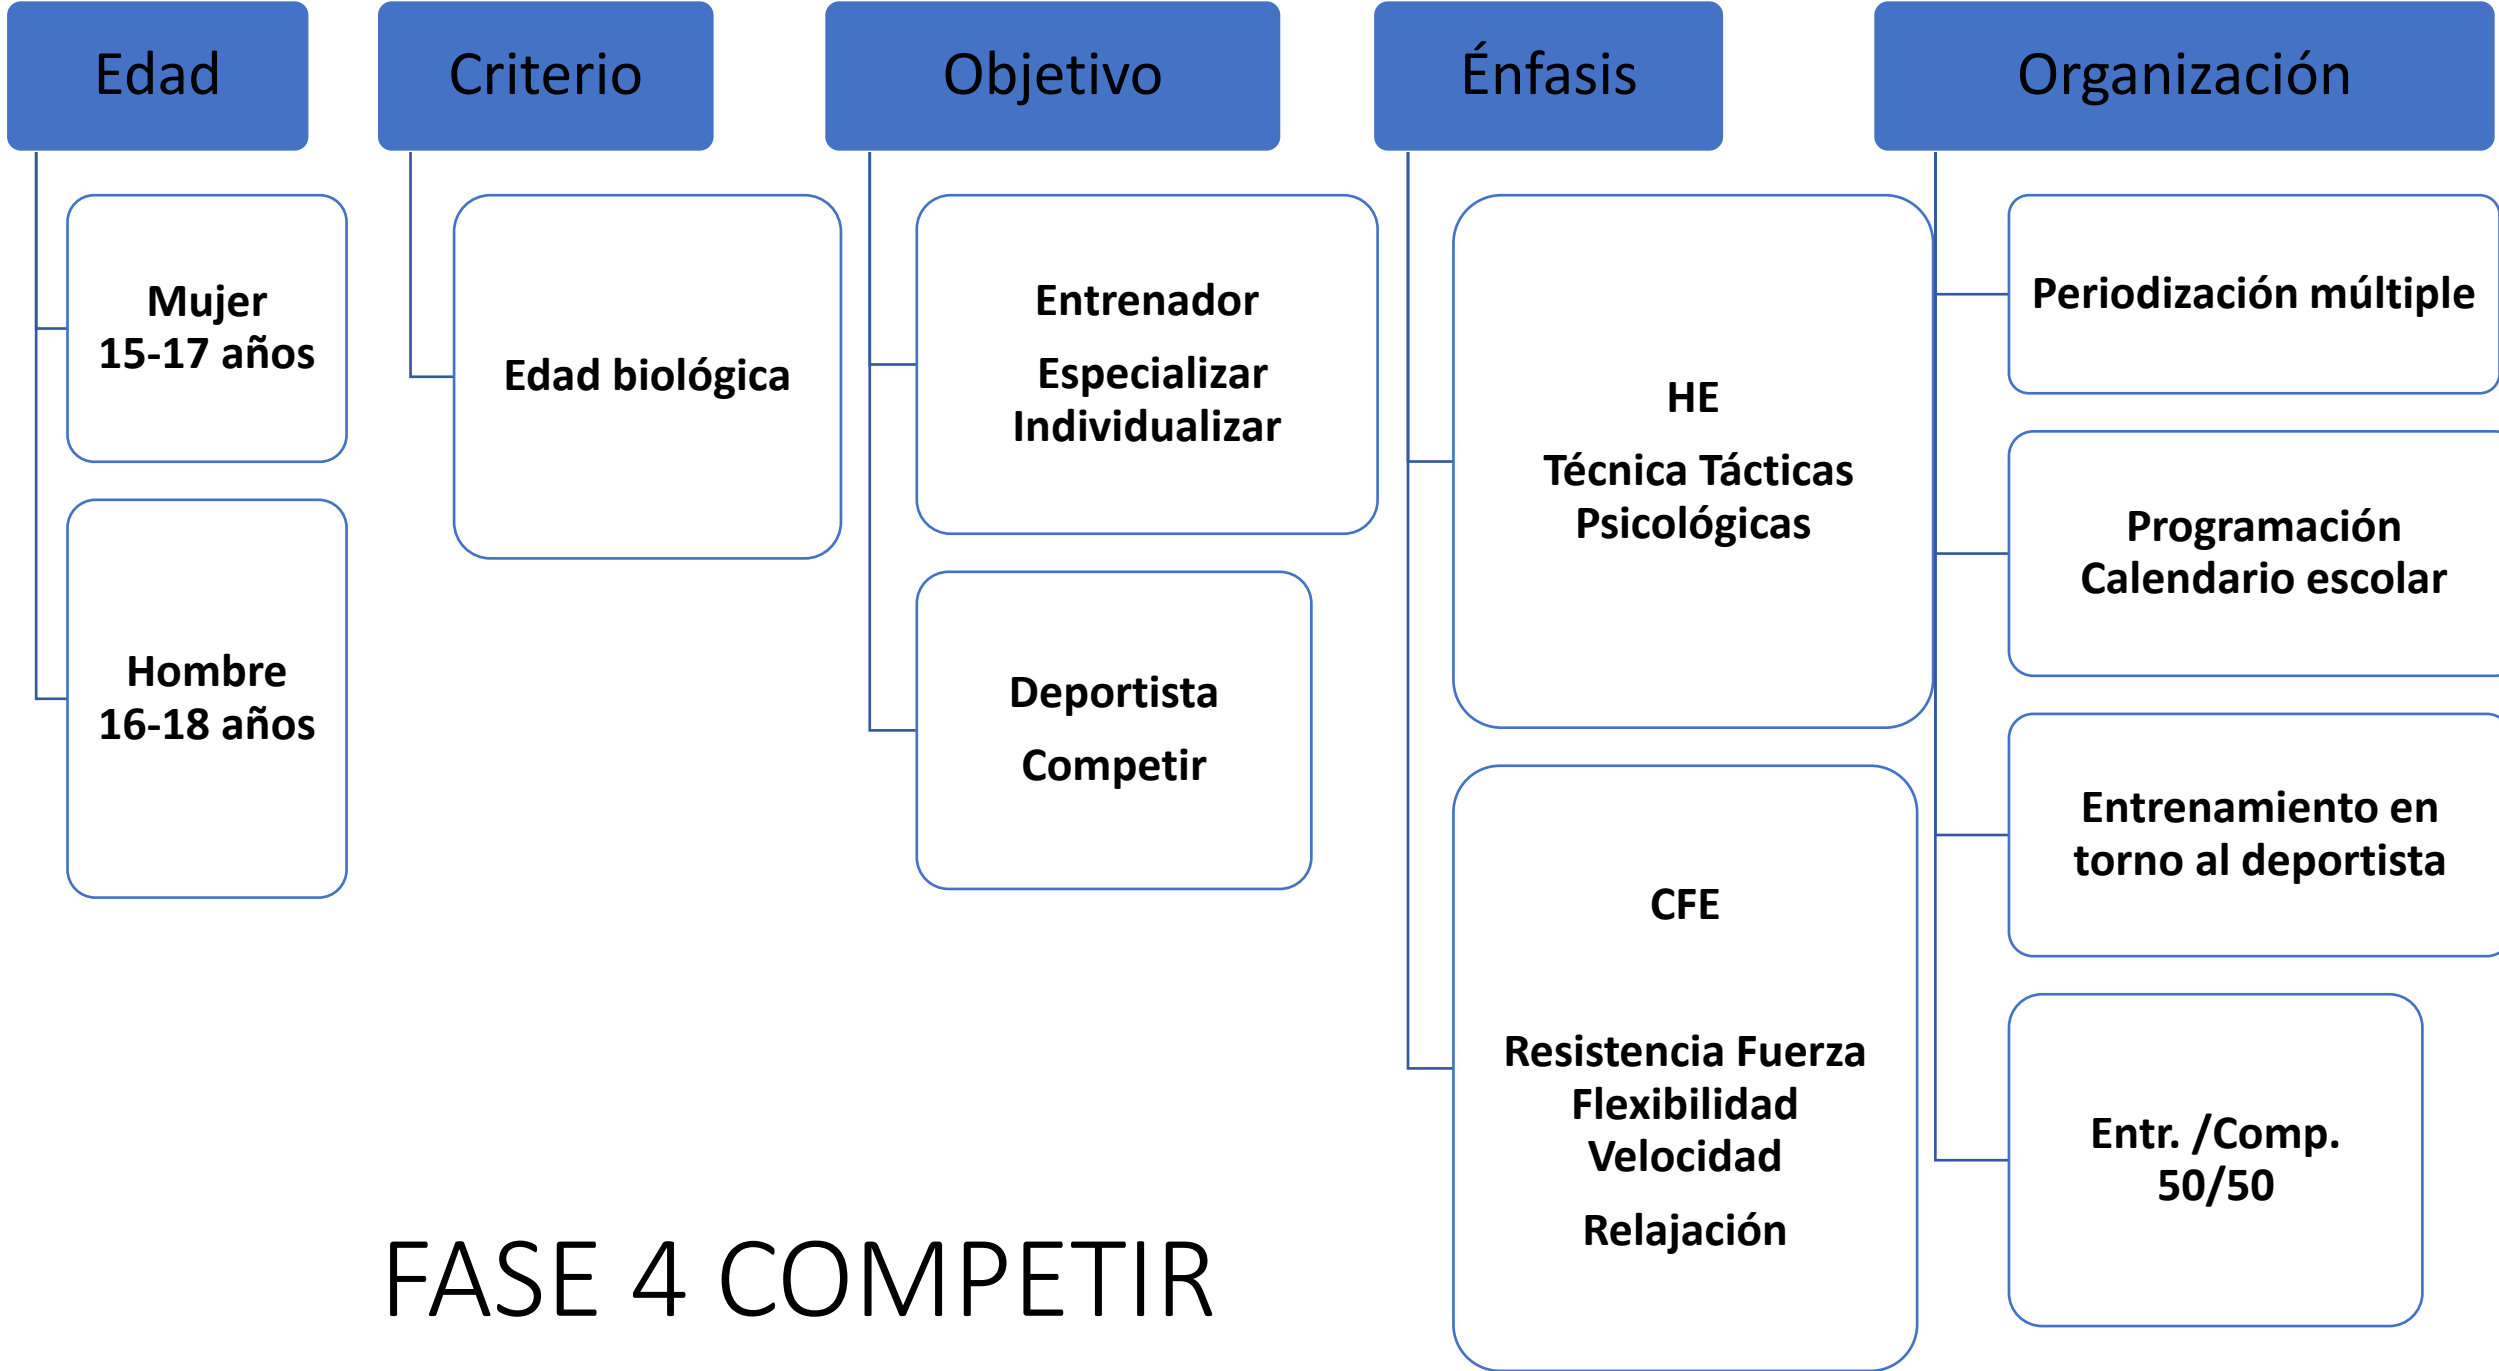 Edad
Mujer
15-17 años
Hombre
16-18 años
Criterio
Edad biológica
Objetivo
Entrenador
Especializar
Individualizar
Deportista
Competir
Énfasis
HE
Técnica Tácticas
Psicológicas
CFE
Resistencia Fuerza
Flexibilidad
Velocidad
Relajación
Organización
Periodización múltiple
Programación
Calendario escolar
Entrenamiento en
torno al deportista
Entr. /Comp.
50/50
FASE 4 COMPETIR